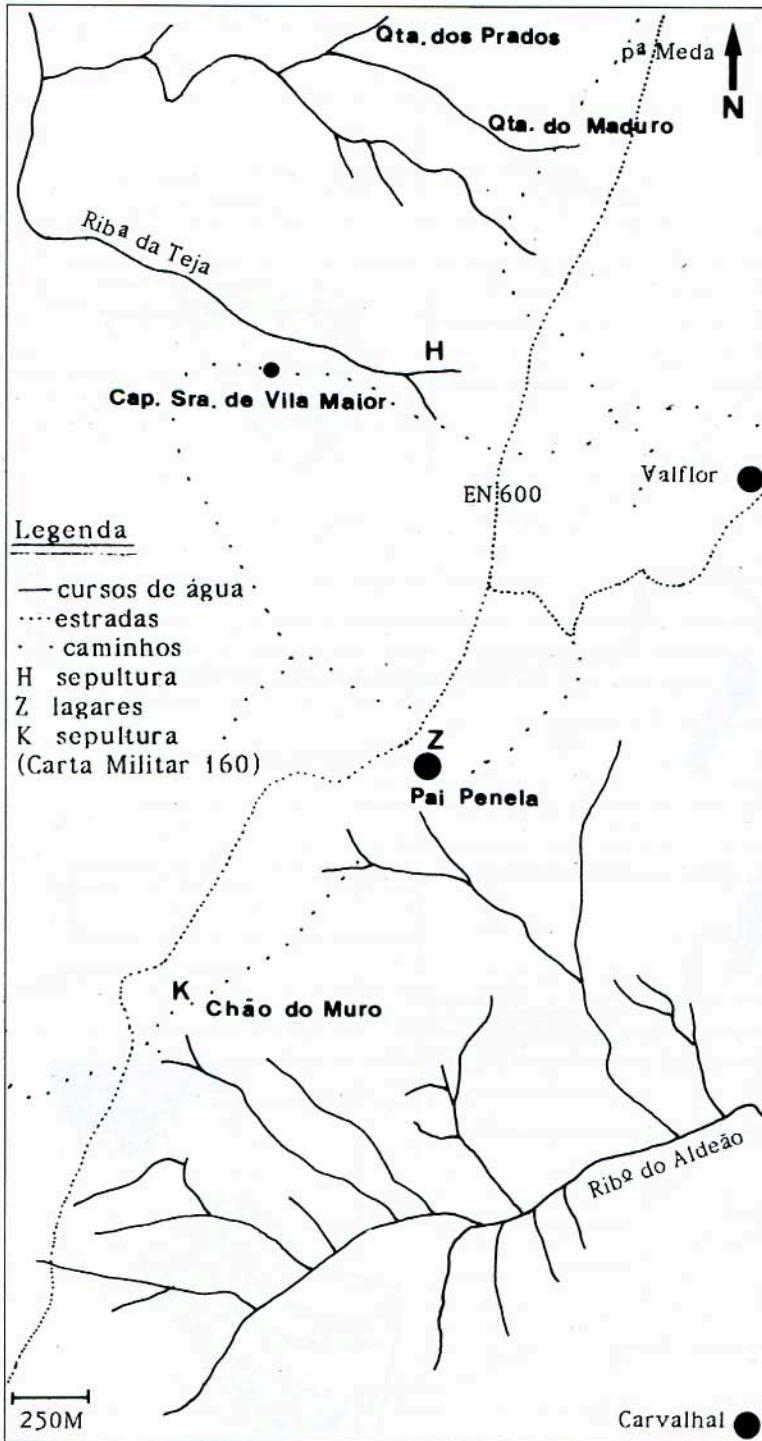 Qta. dos Prados
pª Meda
N
Qta. do Maduro
Ribª da Teja
H
Cap. Sra. de Vila Maior
Valflor
EN 600
Legenda
cursos de água
estradas
caminhos
H sepultura
Z lagares
K sepultura
(Carta Militar 160)
Z
Pai Penela
K
Chão do Muro
Ribº do Aldeão
250M
Carvalhal